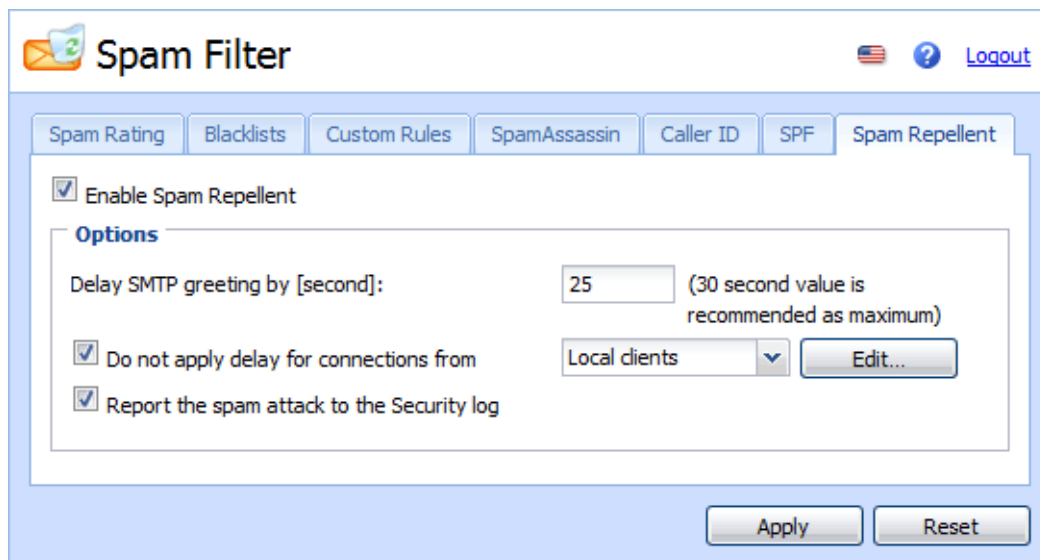 Spam Filter
Logout
Spam Rating
Blacklists
Custom Rules
SpamAssassin
Caller ID
SPF
Spam Repellent
Enable Spam Repellent
Options
Delay SMTP greeting by [second]:
25
(30 second value is
recommended as maximum)
Do not apply delay for connections from
Local clients
Edit...
Report the spam attack to the Security log
Apply
Reset